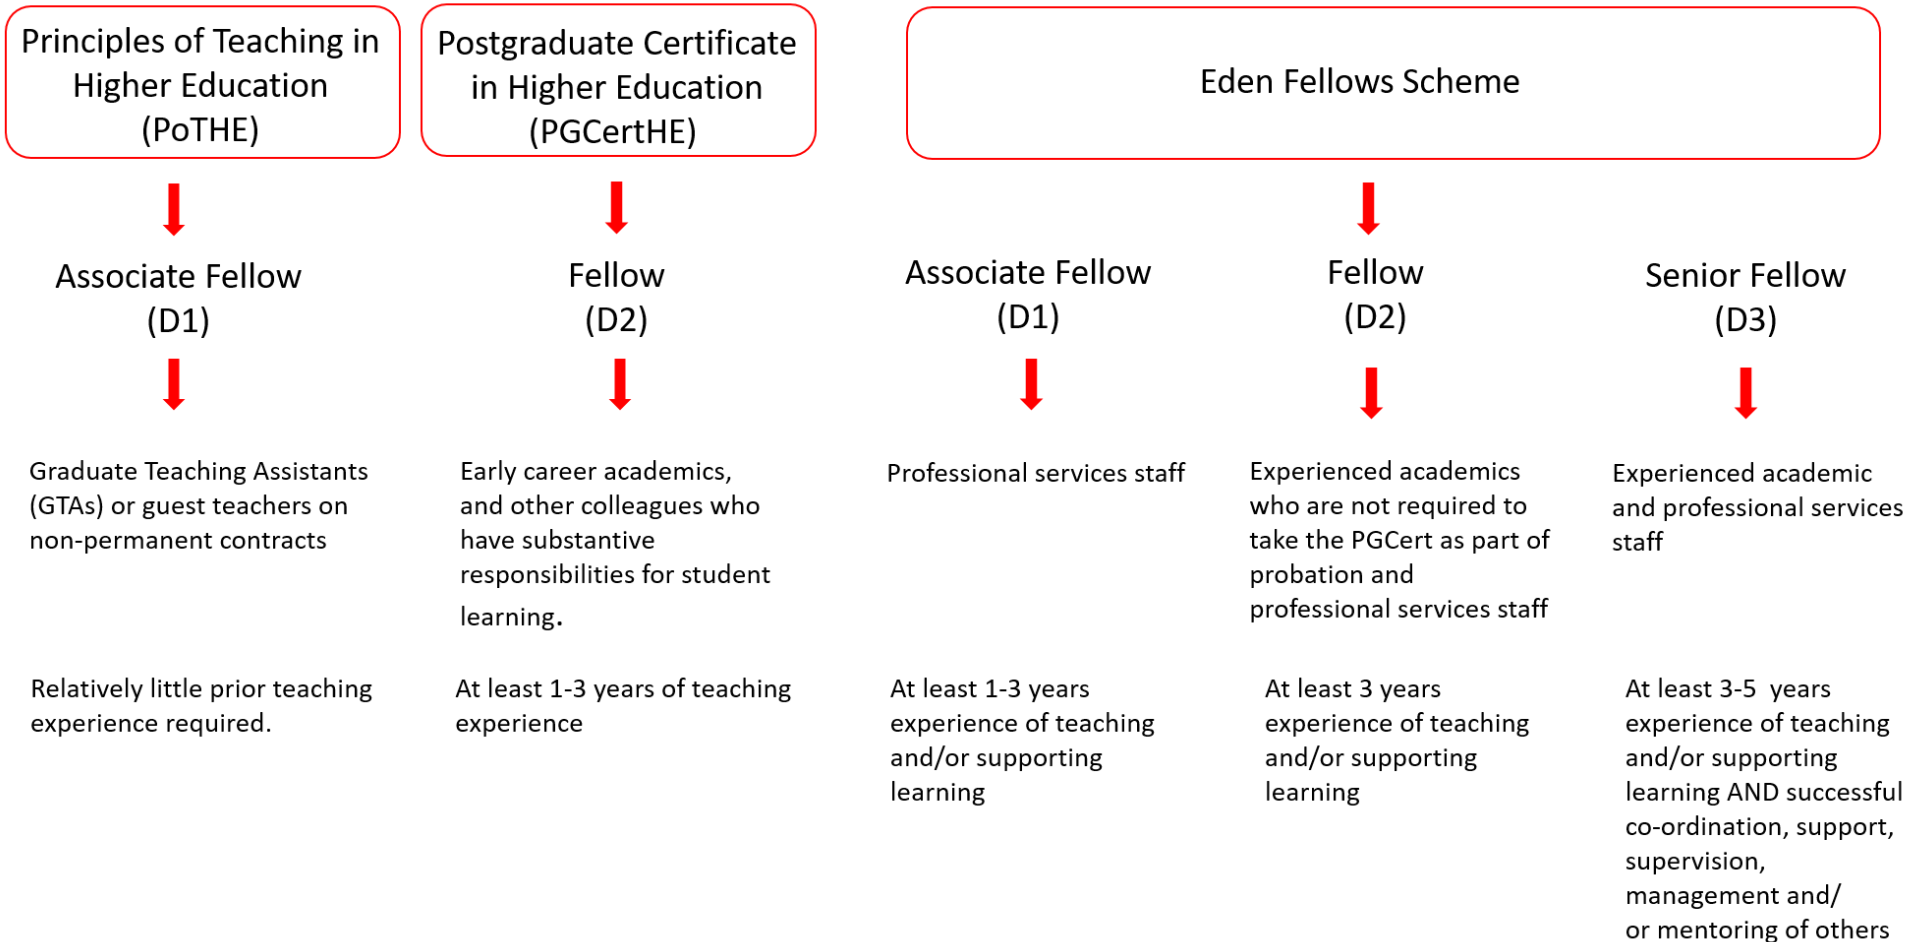 Principles of Teaching in
Higher Education
(PoTHE)
Postgraduate Certificate
in Higher Education
(PGCertHE)
Eden Fellows Scheme
Associate Fellow
(D1)
Fellow
(D2)
Associate Fellow
(D1)
Fellow
(D2)
Senior Fellow
(D3)
Graduate Teaching Assistants
(GTAs) or guest teachers on
non-permanent contracts
Early career academics,
and other colleagues who
have substantive
responsibilities for student
learning.
Professional services staff
Experienced academics
who are not required to
take the PGCert as part of
probation and
professional services staff
Experienced academic
and professional services
staff
Relatively little prior teaching
experience required.
At least 1-3 years of teaching
experience
At least 1-3 years
experience of teaching
and/or supporting
learning
At least 3 years
experience of teaching
and/or supporting
learning
At least 3-5 years
experience of teaching
and/or supporting
learning AND successful
co-ordination, support,
supervision,
management and/
or mentoring of others